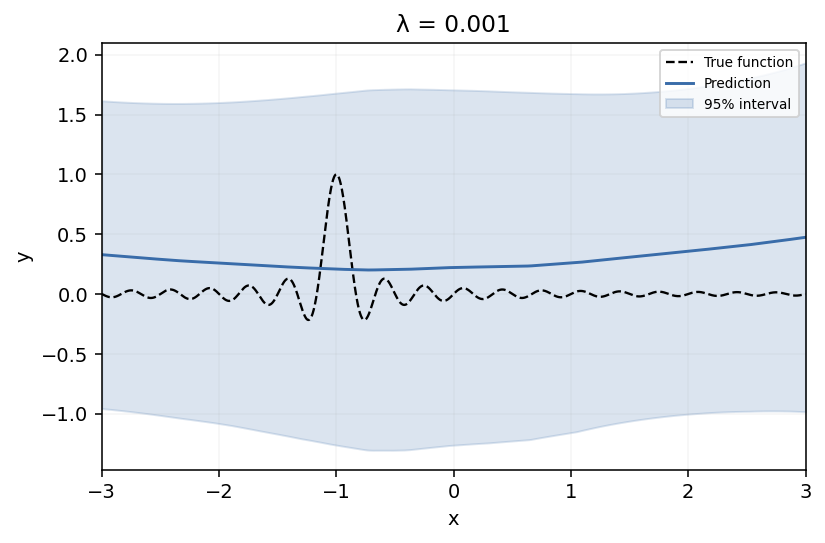 λ = 0.001
True function
Prediction
95% interval
2.0
1.5
1.0
0.5
0.0
−0.5
−1.0
y
−3 −2 −1 0 1 2 3
x